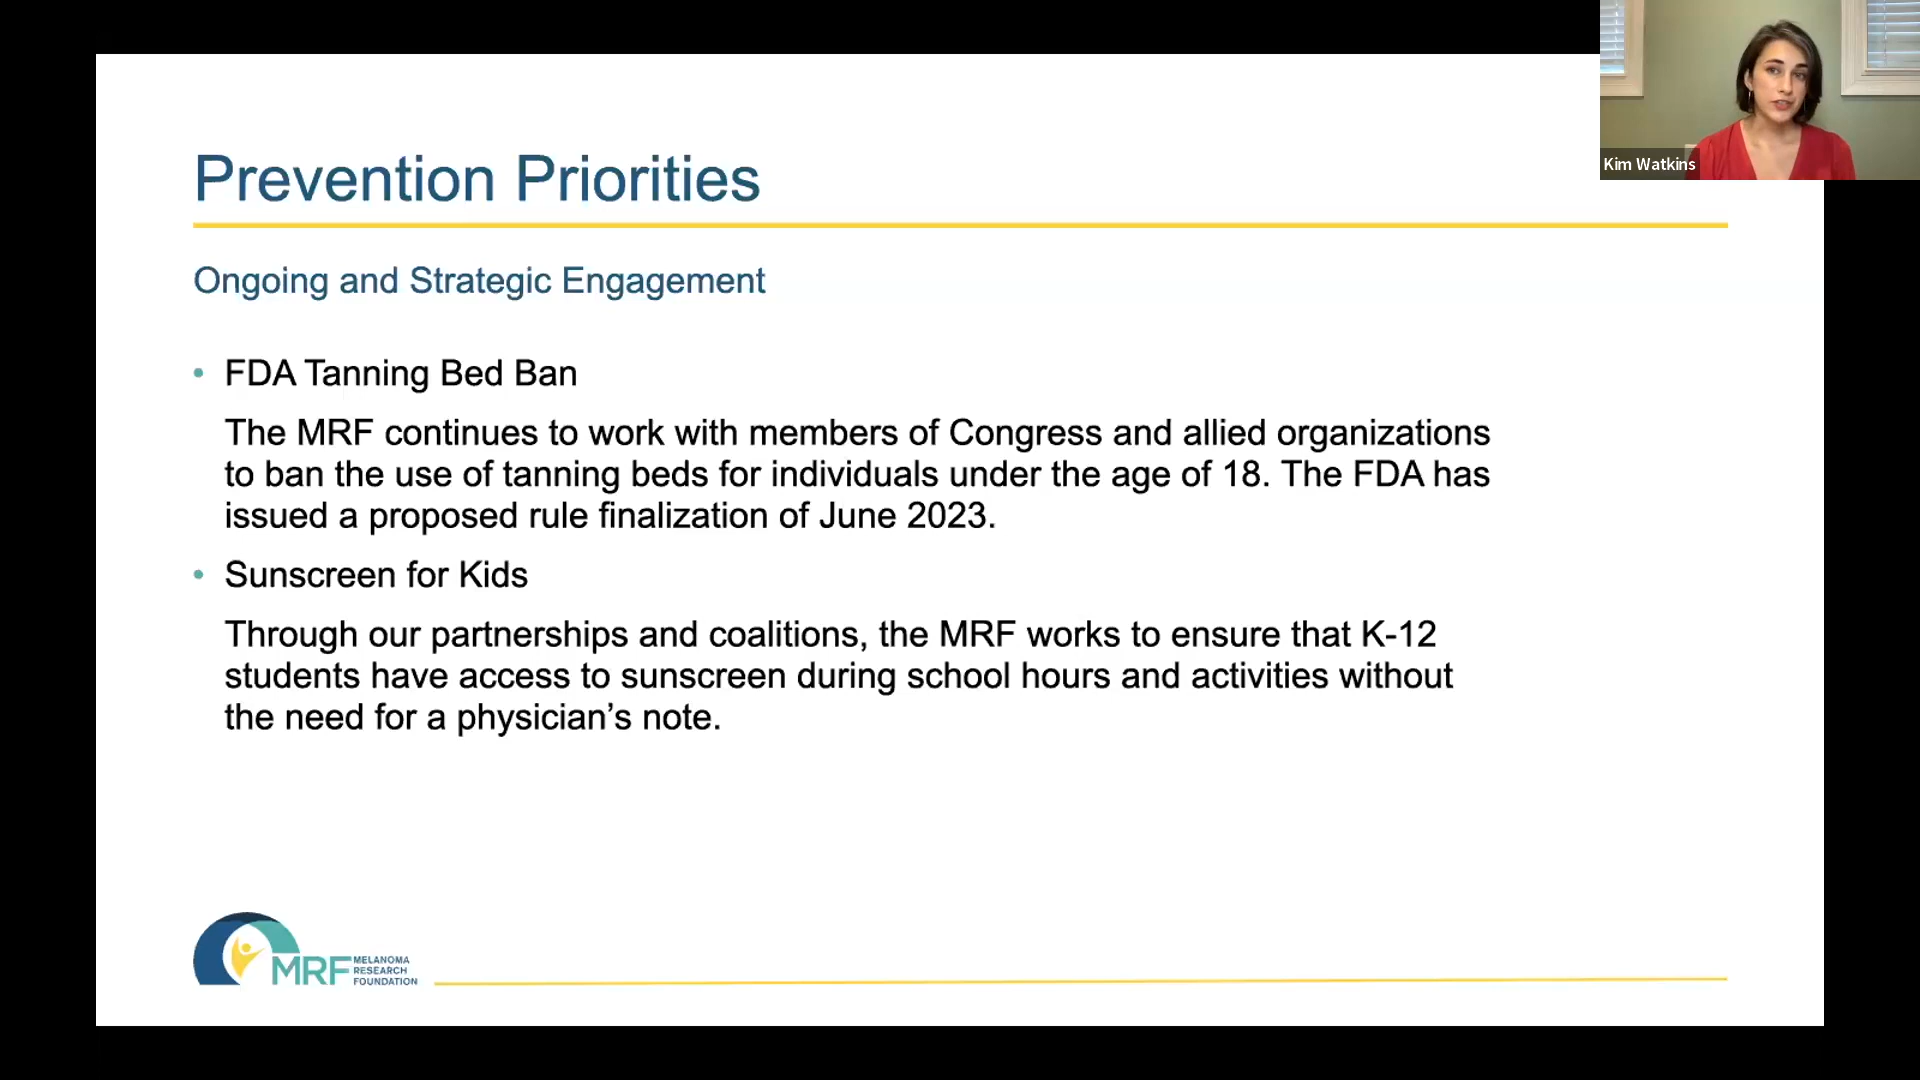 Kim Watkins
Prevention Priorities
Ongoing and Strategic Engagement
• FDA Tanning Bed Ban
The MRF continues to work with members of Congress and allied organizations
to ban the use of tanning beds for individuals under the age of 18. The FDA has
issued a proposed rule finalization of June 2023.
• Sunscreen for Kids
Through our partnerships and coalitions, the MRF works to ensure that K-12
students have access to sunscreen during school hours and activities without
the need for a physician’s note.
MRF
MELANOMA
RESEARCH
FOUNDATION